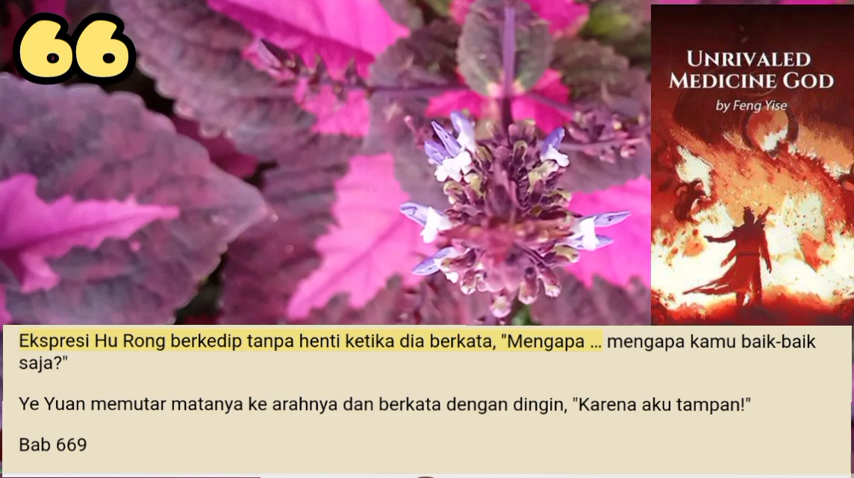 66
UNRIVALED
MEDICINE GOD
by Feng Yise
Ekspresi Hu Rong berkedip tanpa henti ketika dia berkata, "Mengapa ... mengapa kamu baik-baik
saja?"
Ye Yuan memutar matanya ke arahnya dan berkata dengan dingin, "Karena aku tampan!"
Bab 669